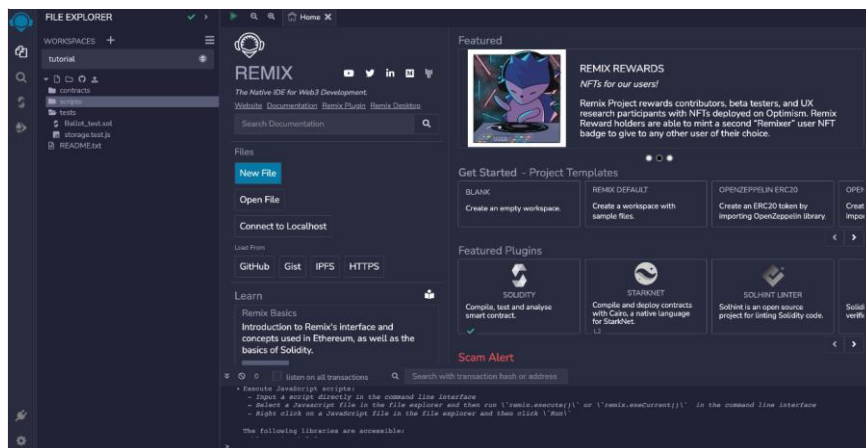 FILE EXPLORER
WORKSPACES +
tutorial
contracts
scripts
tests
Ballot_test.sol
storage.test.js
README.txt
Home
REMIX
The Native IDE for Web3 Development.
Website Documentation Remix Plugin Remix Desktop
Search Documentation
Files
New File
Open File
Connect to Localhost
Load From
GitHub Gist IPFS HTTPS
Learn
Remix Basics
Introduction to Remix's interface and
concepts used in Ethereum, as well as the
basics of Solidity.
Featured
REMIX REWARDS
NFTs for our users!
Remix Project rewards contributors, beta testers, and UX
research participants with NFTs deployed on Optimism. Remix
Reward holders are able to mint a second "Remixer" user NFT
badge to give to any other user of their choice.
Get Started - Project Templates
BLANK
Create an empty workspace.
REMIX DEFAULT
Create a workspace with
sample files.
OPENZEPPELIN ERC20
Create an ERC20 token by
importing OpenZeppelin library.
OPEN
Creat
impor
Featured Plugins
SOLIDITY
Compile, test and analyse
smart contract.
STARKNET
Compile and deploy contracts
with Cairo, a native language
for StarkNet.
L2
SOLHINT LINTER
Solhint is an open source
project for linting Solidity code.
Solidi
verifi
Scam Alert
0 listen on all transactions Search with transaction hash or address
• Execute JavaScript scripts:
- Input a script directly in the command line interface
- Select a Javascript file in the file explorer and then run \`remix.execute()\` or \`remix.exeCurrent()\` in the command line interface
- Right click on a JavaScript file in the file explorer and then click \`Run\`
The following libraries are accessible:
>